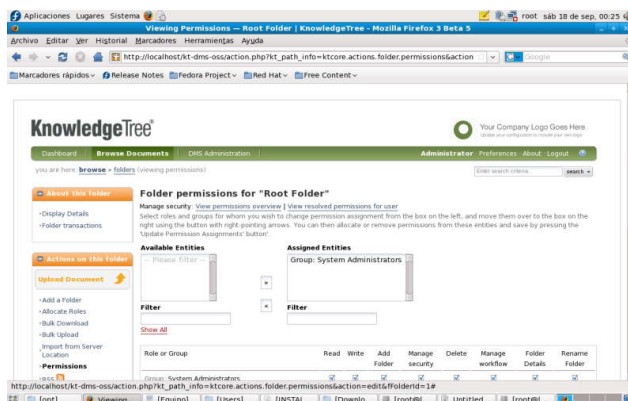 Aplicaciones Lugares Sistema root sáb 18 de sep, 00:25
Viewing Permissions — Root Folder | KnowledgeTree - Mozilla Firefox 3 Beta 5
Archivo Editar Ver Historial Marcadores Herramientas Ayuda
http://localhost/kt-dms-oss/action.php?kt_path_info=ktcore.actions.folder.permissions&action Google
Marcadores rápidos Release Notes Fedora Project Red Hat Free Content
KnowledgeTree Your Company Logo Goes Here
Dashboard Browse Documents DMS Administration Administrator Preferences About Logout
you are here: browse » folders (viewing permissions) Enter search criteria... search
About this folder
›Display Details
›Folder transactions
Actions on this folder
Upload Document
›Add a Folder
›Allocate Roles
›Bulk Download
›Bulk Upload
›Import from Server Location
›Permissions
›RSS
Folder permissions for "Root Folder"
Manage security: View permissions overview | View resolved permissions for user
Select roles and groups for whom you wish to change permission assignment from the box on the left, and move them over to the box on the
right using the button with right-pointing arrows. You can then allocate or remove permissions from these entities and save by pressing the
'Update Permission Assignments' button'.
Available Entities Assigned Entities
-- Please filter -- Group: System Administrators
»
«
Filter Filter
Show All
Role or Group Read Write Add Folder Manage security Delete Manage workflow Folder Details Rename Folder
Group: System Administrators
http://localhost/kt-dms-oss/action.php?kt_path_info=ktcore.actions.folder.permissions&action=edit&fFolderId=1#
[opt] Viewing [Equipo] [Users] [INSTAL [Downlo [root@l Untitled [root@l